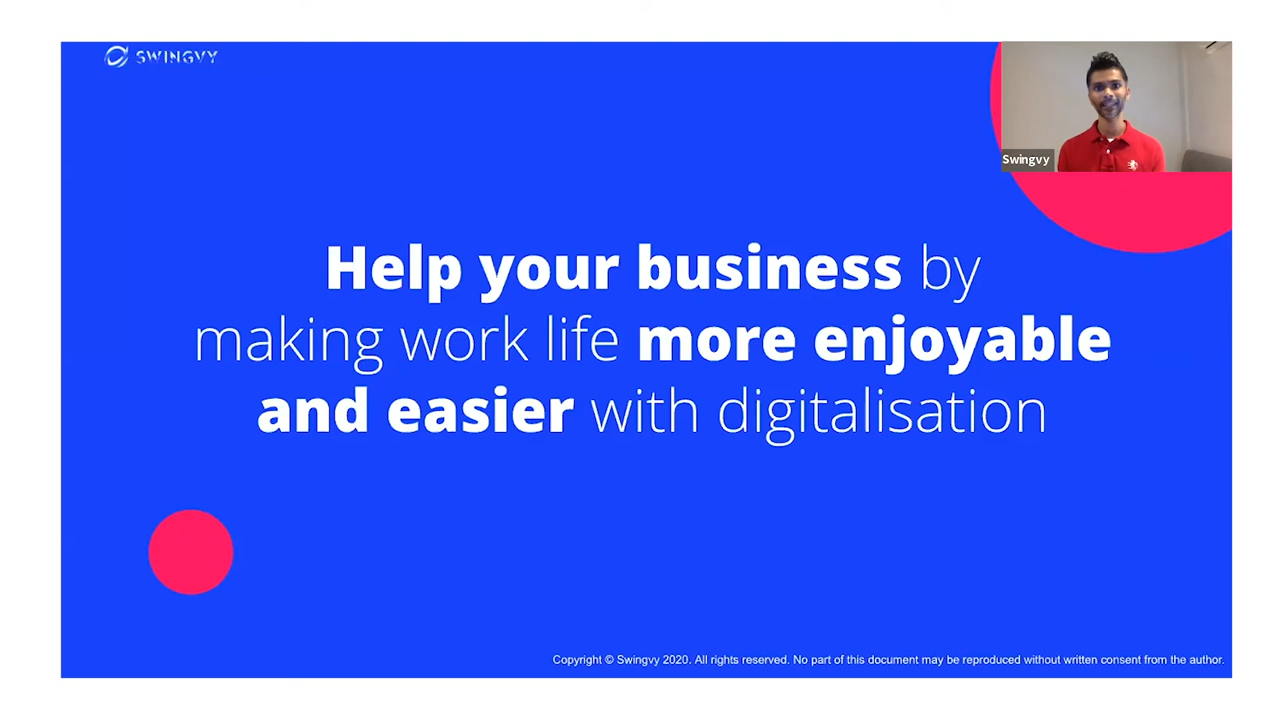 SWINGVY
Swingvy
Help your business by
making work life more enjoyable
and easier with digitalisation
Copyright © Swingvy 2020. All rights reserved. No part of this document may be reproduced without written consent from the author.